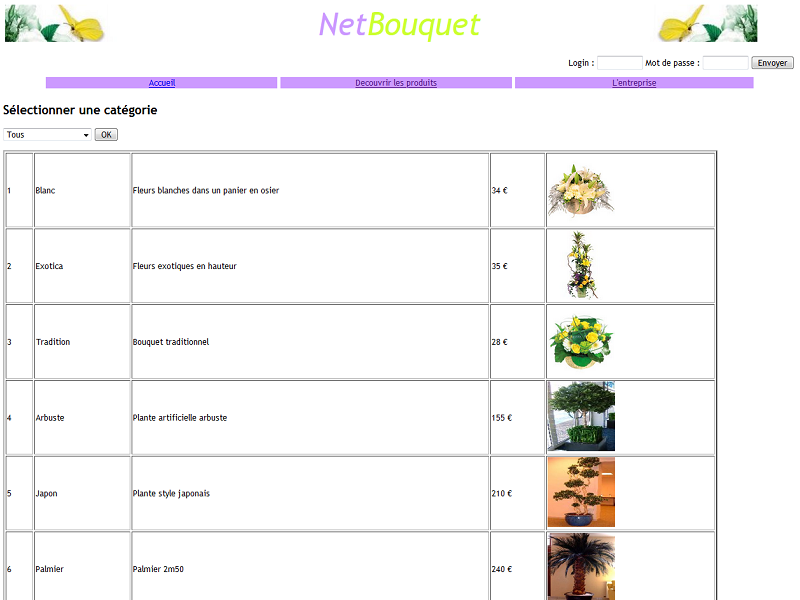 NetBouquet
Login : Mot de passe : Envoyer
Accueil Decouvrir les produits L'entreprise
Sélectionner une catégorie
Tous OK
1 Blanc Fleurs blanches dans un panier en osier 34 €
2 Exotica Fleurs exotiques en hauteur 35 €
3 Tradition Bouquet traditionnel 28 €
4 Arbuste Plante artificielle arbuste 155 €
5 Japon Plante style japonais 210 €
6 Palmier Palmier 2m50 240 €